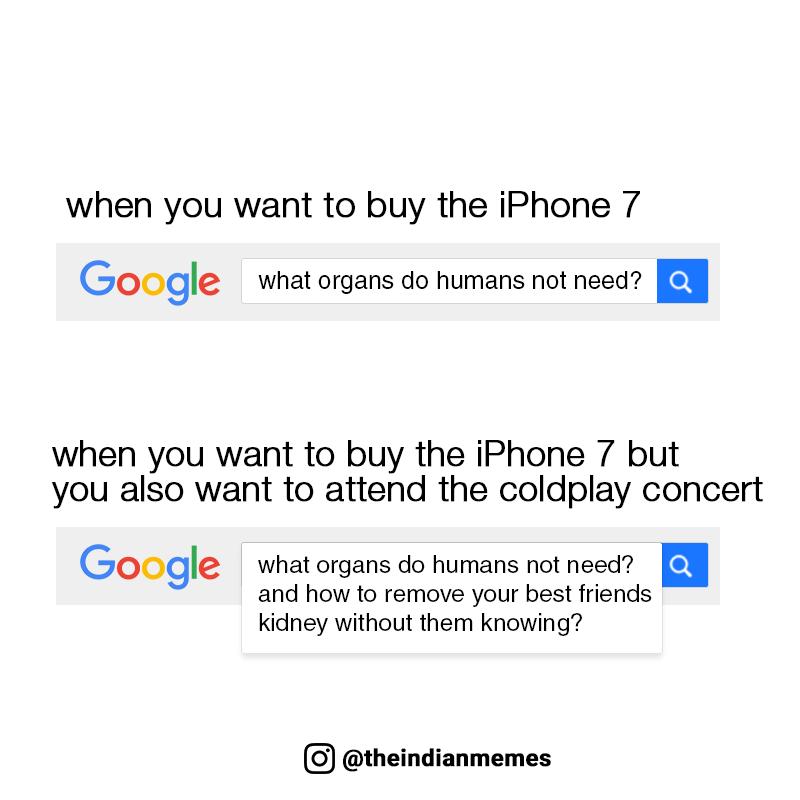 when you want to buy the iPhone 7
Google what organs do humans not need?
when you want to buy the iPhone 7 but
you also want to attend the coldplay concert
Google what organs do humans not need?
and how to remove your best friends
kidney without them knowing?
@theindianmemes